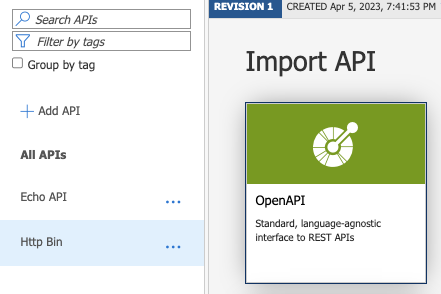 Search APIs
Filter by tags
Group by tag
Add API
All APIs
Echo API
...
Http Bin
...
REVISION 1 CREATED Apr 5, 2023, 7:41:53 PM
Import API
OpenAPI
Standard, language-agnostic
interface to REST APIs